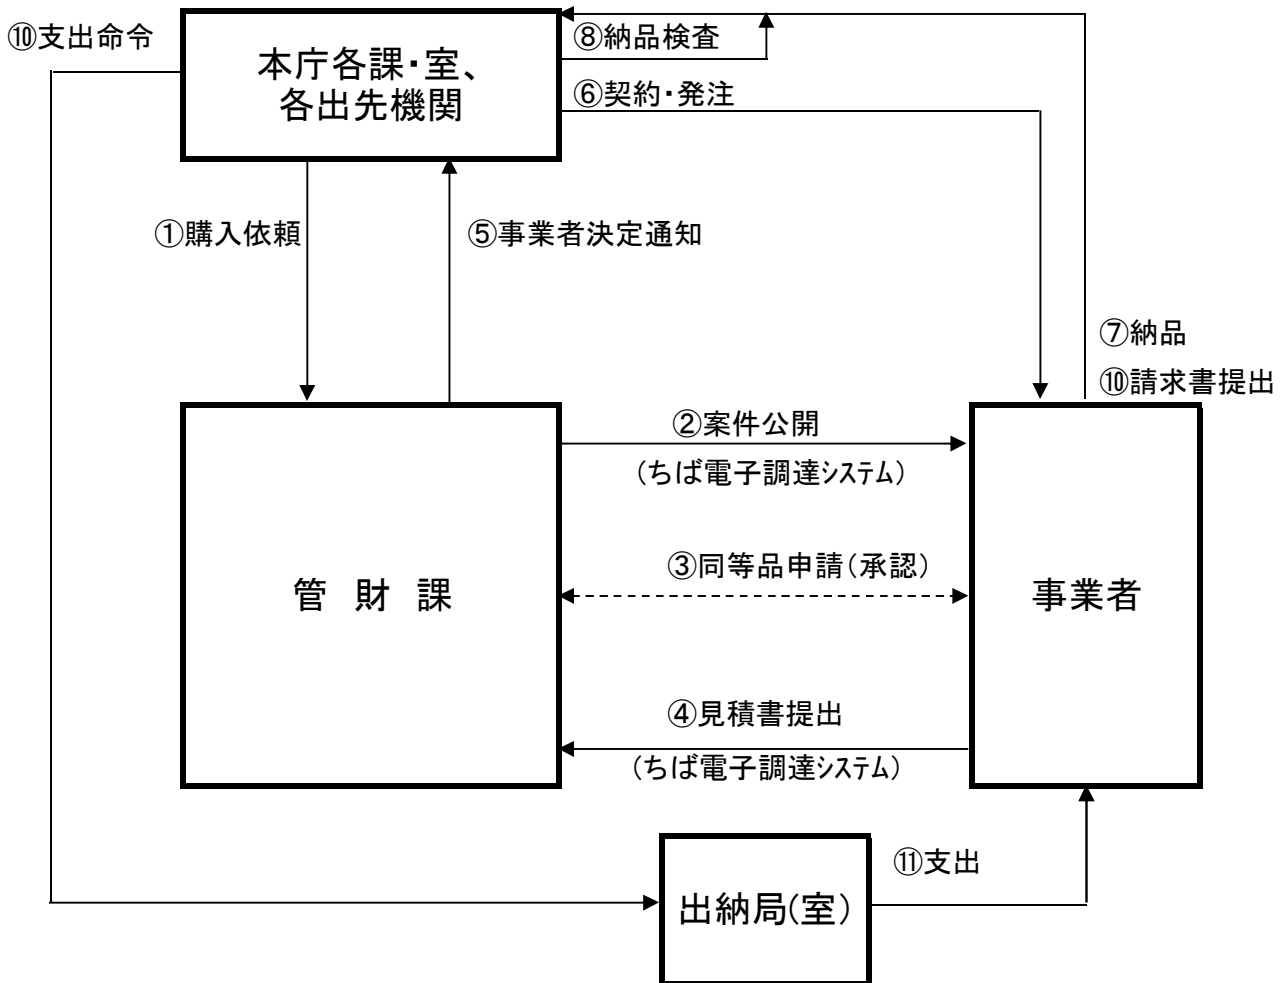 ⑩支出命令
本庁各課・室、
各出先機関
⑧納品検査
⑥契約・発注
①購入依頼
⑤事業者決定通知
⑦納品
⑩請求書提出
②案件公開
(ちば電子調達ｼｽﾃﾑ)
③同等品申請(承認)
管 財 課
事業者
④見積書提出
(ちば電子調達ｼｽﾃﾑ)
⑪支出
出納局(室)